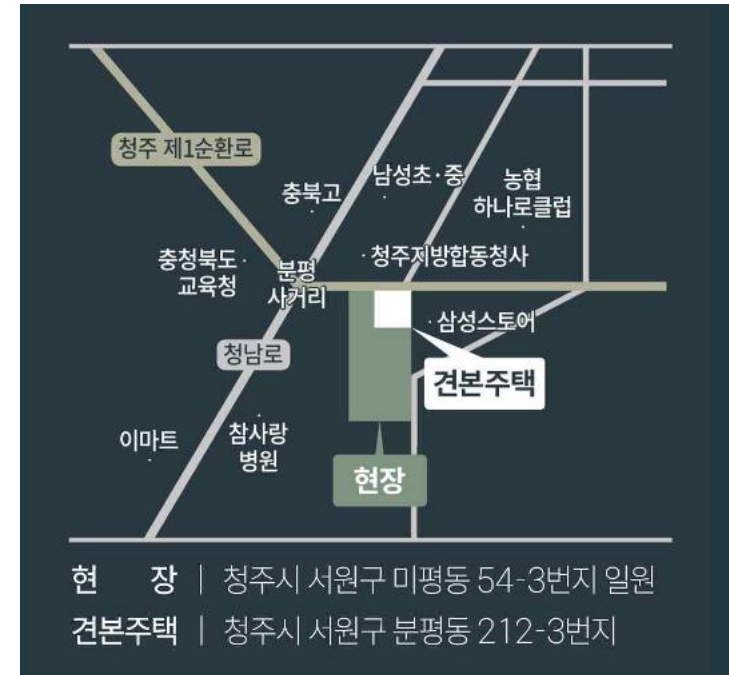 청주 제1순환로
충북고
남성초·중
농협
하나로클럽
충청북도
교육청
분평
사거리
청주지방합동청사
삼성스토어
청남로
견본주택
이마트
참사랑
병원
현장
현 장 | 청주시 서원구 미평동 54-3번지 일원
견본주택 | 청주시 서원구 분평동 212-3번지